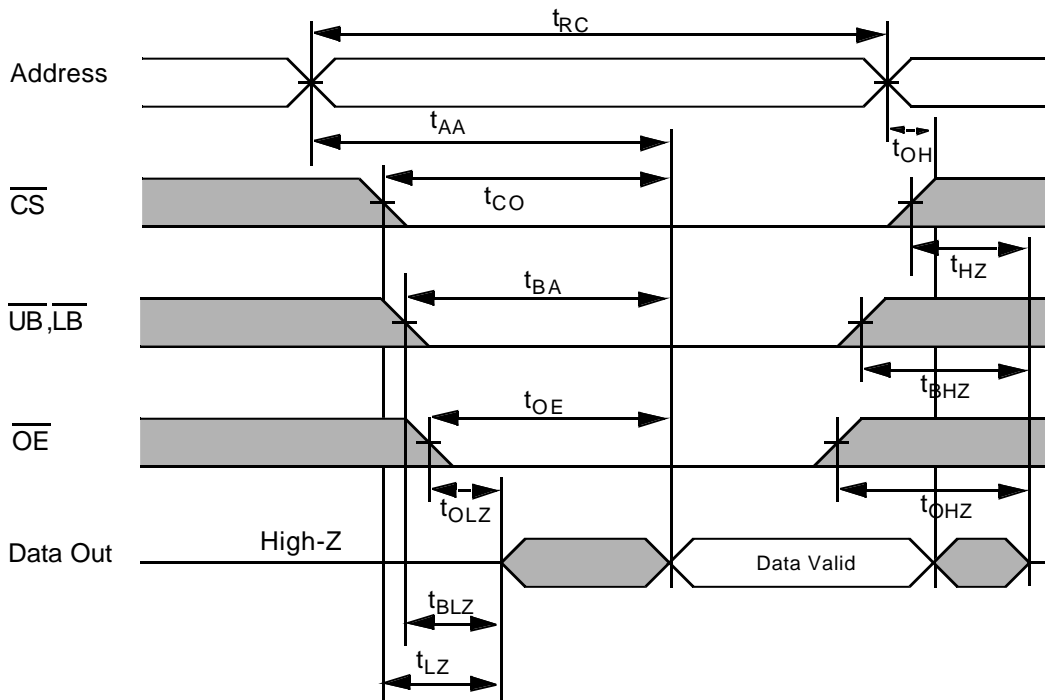 tRC
Address
tAA
tOH
CS
tCO
tHZ
UB,LB
tBA
tBHZ
OE
tOE
tOLZ
tOHZ
Data Out
High-Z
Data Valid
tBLZ
tLZ